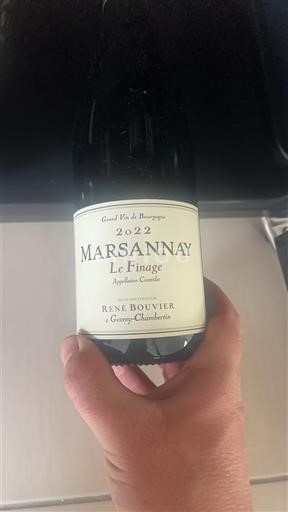 Grand Vin de Bourgogne
2022
MARSANNAY
Le Finage
Appellation Contrôlée
RENÉ BOUVIER
à Gevrey-Chambertin